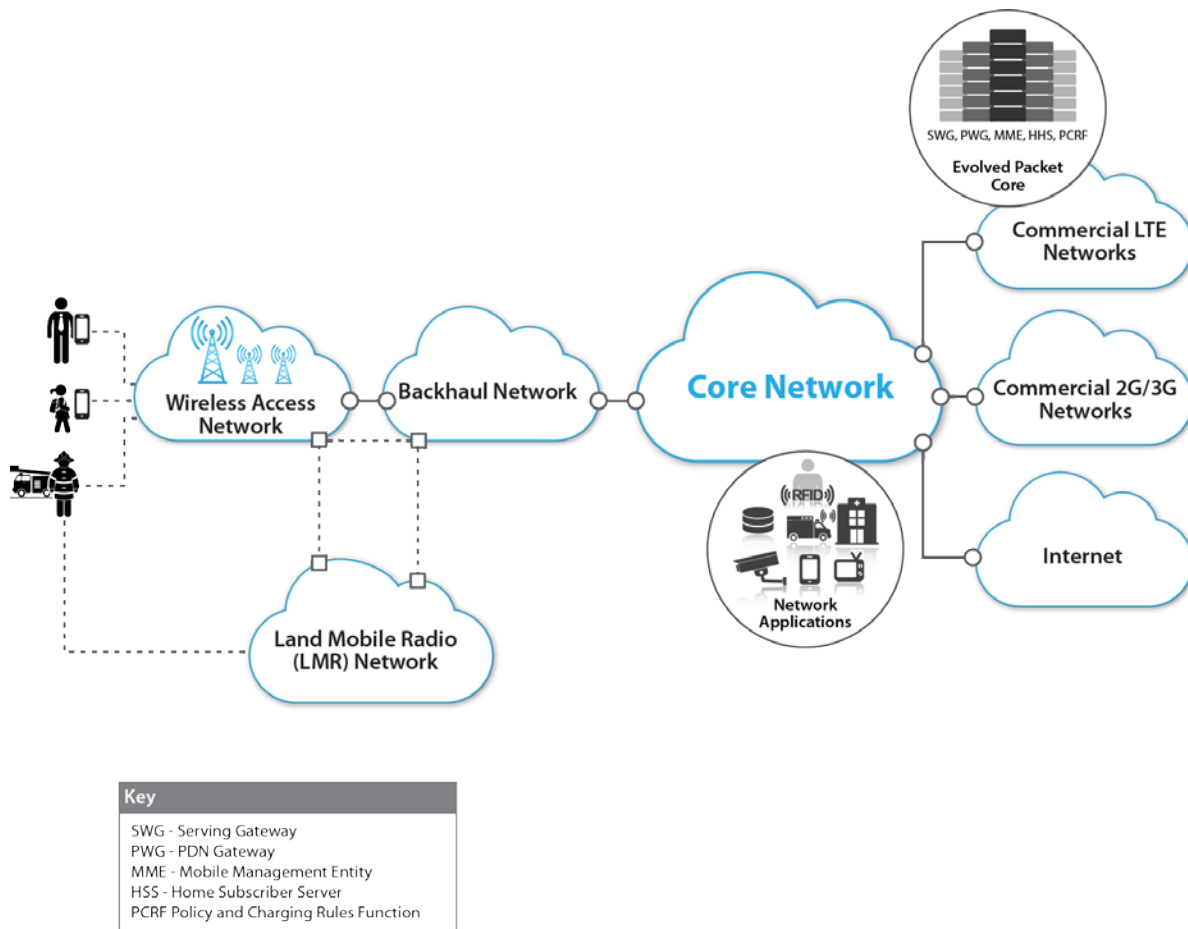 SWG, PWG, MME, HHS, PCRF
Evolved Packet
Core
Commercial LTE
Networks
Wireless Access
Network
Backhaul Network
Core Network
Commercial 2G/3G
Networks
RFID
Network
Applications
Internet
Land Mobile Radio
(LMR) Network
Key
SWG - Serving Gateway
PWG - PDN Gateway
MME - Mobile Management Entity
HSS - Home Subscriber Server
PCRF Policy and Charging Rules Function